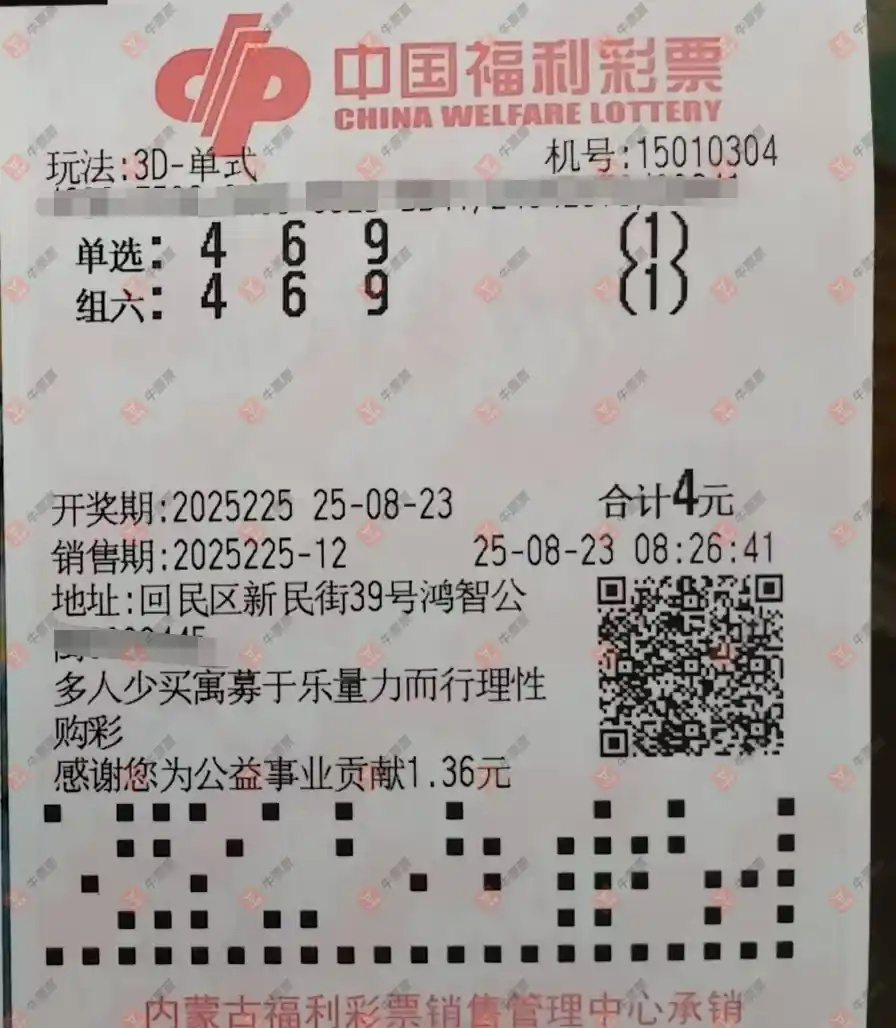 中国福利彩票
CHINA WELFARE LOTTERY
玩法:3D-单式 机号:15010304
单选: 4 6 9 (1)
组六: 4 6 9 (1)
开奖期:2025225 25-08-23 合计4元
销售期:2025225-12 25-08-23 08:26:41
地址:回民区新民街39号鸿智公
多人少买寓募于乐量力而行理性
购彩
感谢您为公益事业贡献1.36元
内蒙古福利彩票销售管理中心承销